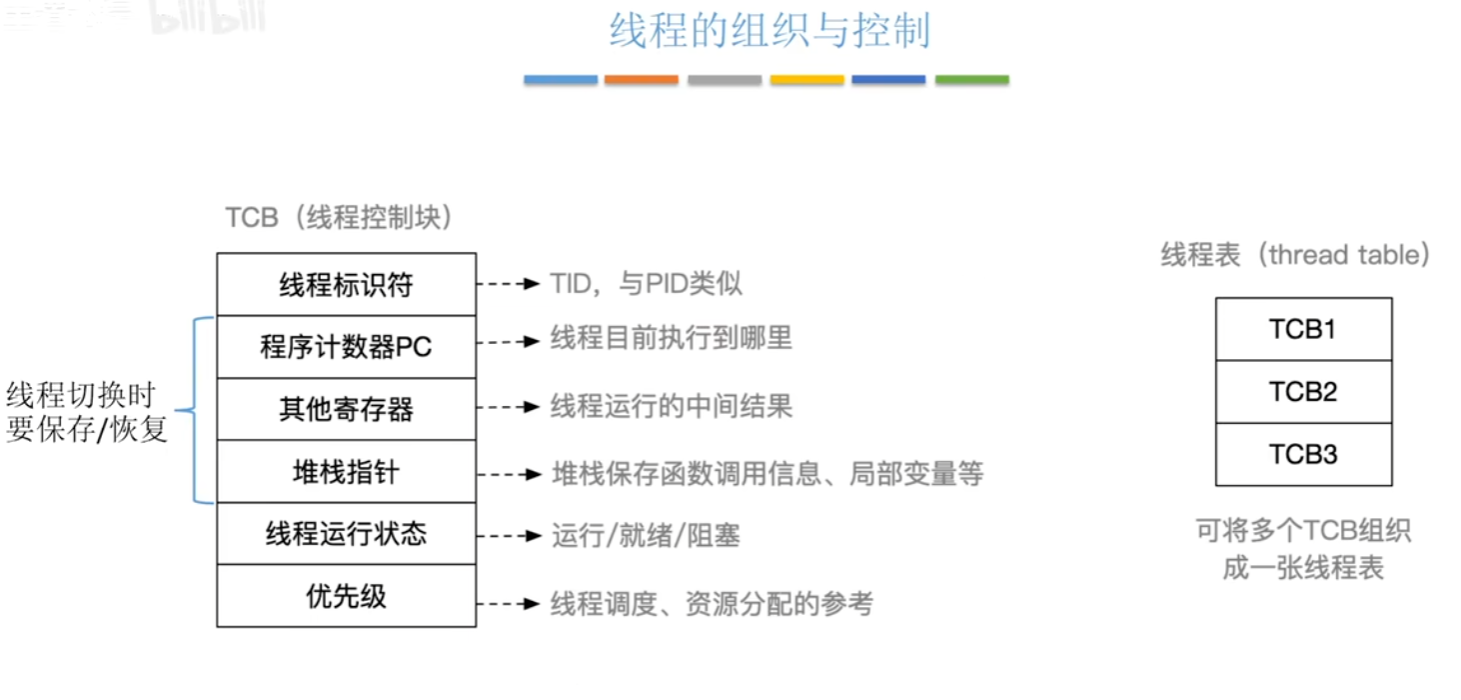 bilibili
线程的组织与控制
TCB（线程控制块）
线程标识符
TID，与PID类似
程序计数器PC
线程目前执行到哪里
其他寄存器
线程运行的中间结果
堆栈指针
堆栈保存函数调用信息、局部变量等
线程运行状态
运行/就绪/阻塞
优先级
线程调度、资源分配的参考
线程切换时
要保存/恢复
线程表（thread table）
TCB1
TCB2
TCB3
可将多个TCB组织
成一张线程表